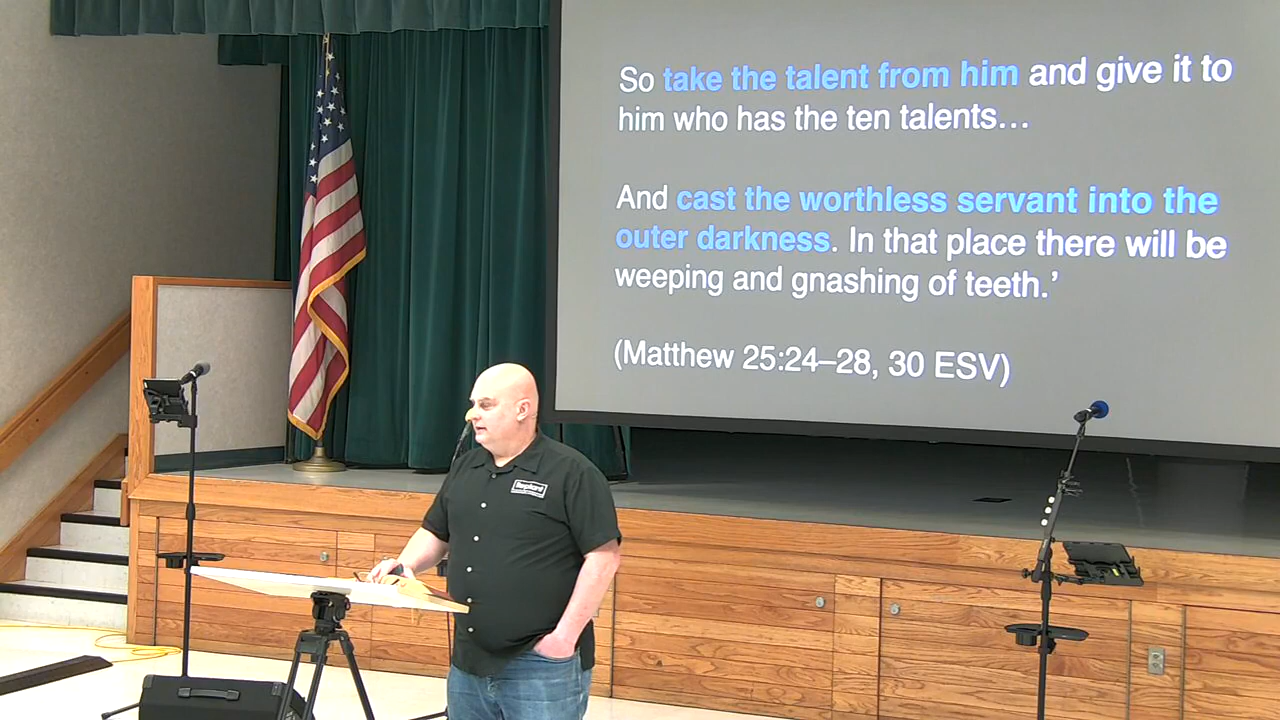 So take the talent from him and give it to
him who has the ten talents…
And cast the worthless servant into the
outer darkness. In that place there will be
weeping and gnashing of teeth.’
(Matthew 25:24–28, 30 ESV)